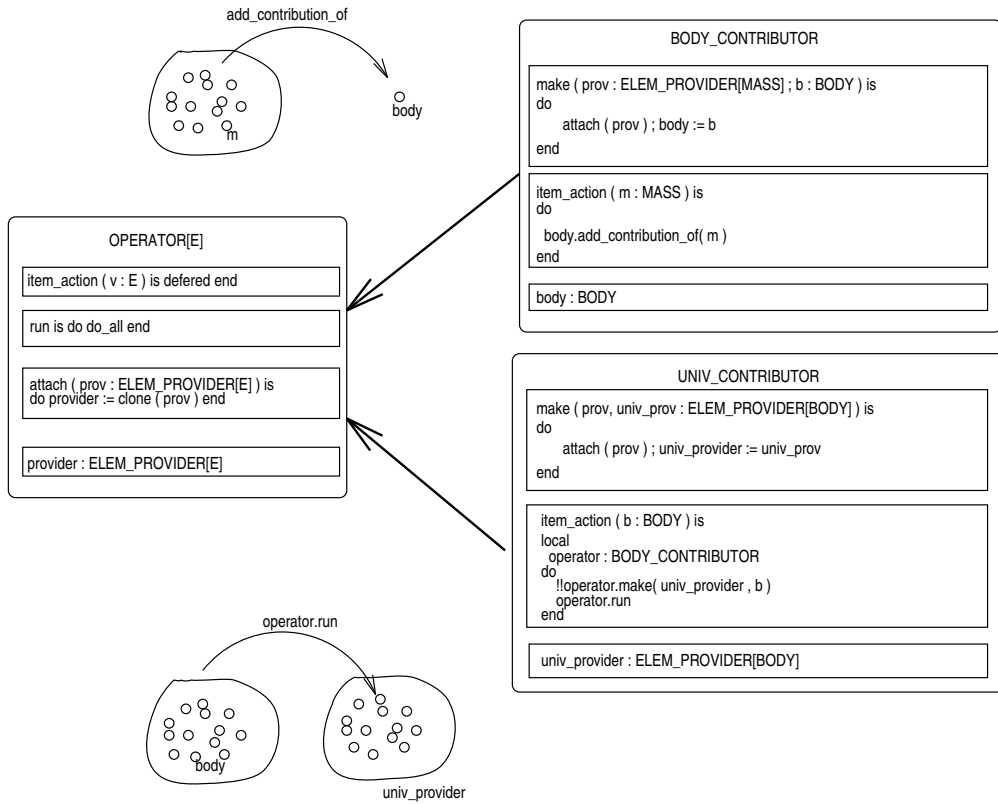 add_contribution_of
body
m
OPERATOR[E]
item_action ( v : E ) is defered end
run is do do_all end
attach ( prov : ELEM_PROVIDER[E] ) is
do provider := clone ( prov ) end
provider : ELEM_PROVIDER[E]
BODY_CONTRIBUTOR
make ( prov : ELEM_PROVIDER[MASS] ; b : BODY ) is
do
attach ( prov ) ; body := b
end
item_action ( m : MASS ) is
do
body.add_contribution_of( m )
end
body : BODY
UNIV_CONTRIBUTOR
make ( prov, univ_prov : ELEM_PROVIDER[BODY] ) is
do
attach ( prov ) ; univ_provider := univ_prov
end
item_action ( b : BODY ) is
local
operator : BODY_CONTRIBUTOR
do
!!operator.make( univ_provider , b )
operator.run
end
univ_provider : ELEM_PROVIDER[BODY]
operator.run
body
univ_provider